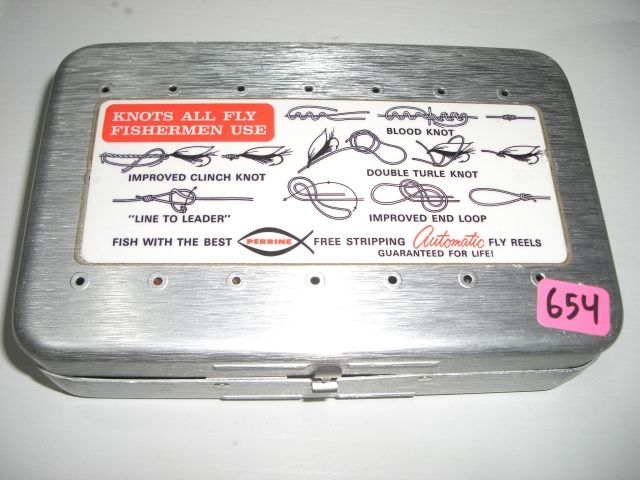 KNOTS ALL FLY
FISHERMEN USE
BLOOD KNOT
IMPROVED CLINCH KNOT
DOUBLE TURLE KNOT
"LINE TO LEADER"
IMPROVED END LOOP
FISH WITH THE BEST PERRINE FREE STRIPPING Automatic FLY REELS
GUARANTEED FOR LIFE!
654